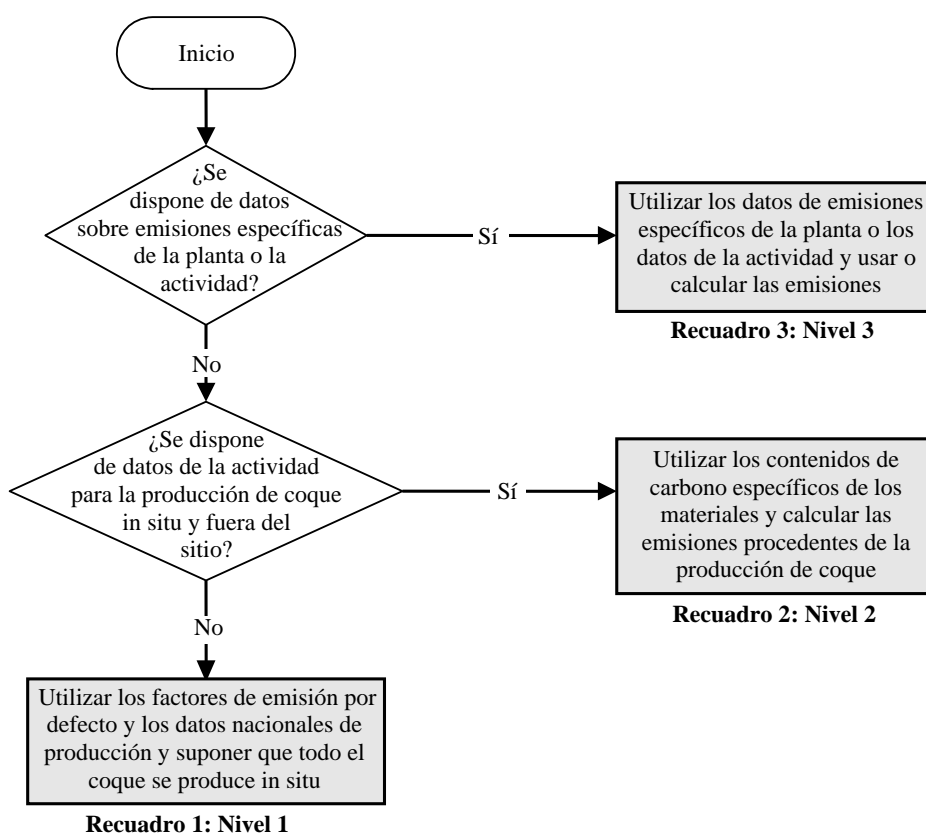 Inicio
¿Se
dispone de datos
sobre emisiones específicas
de la planta o la
actividad?
Sí
Utilizar los datos de emisiones
específicos de la planta o los
datos de la actividad y usar o
calcular las emisiones
Recuadro 3: Nivel 3
No
¿Se dispone
de datos de la actividad
para la producción de coque
in situ y fuera del
sitio?
Sí
Utilizar los contenidos de
carbono específicos de los
materiales y calcular las
emisiones procedentes de la
producción de coque
Recuadro 2: Nivel 2
No
Utilizar los factores de emisión por
defecto y los datos nacionales de
producción y suponer que todo el
coque se produce in situ
Recuadro 1: Nivel 1